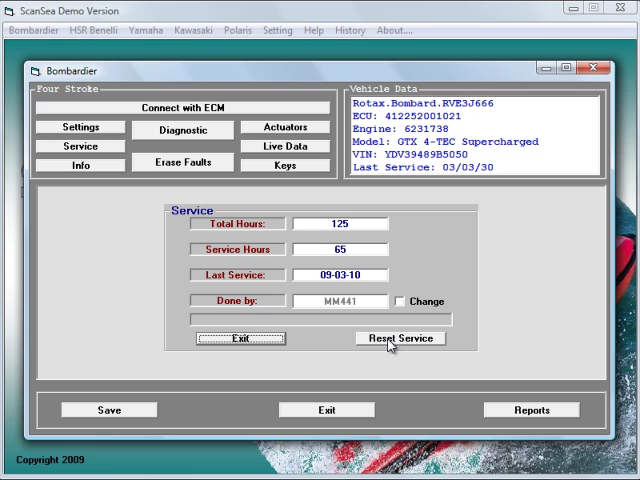 ScanSea Demo Version
Bombardier HSR Benelli Yamaha Kawasaki Polaris Setting Help History About....
Bombardier
Four Stroke
Connect with ECM
Settings
Diagnostic
Actuators
Service
Live Data
Info
Erase Faults
Keys
Vehicle Data
Rotax.Bombard.RVE3J666
ECU: 412252001021
Engine: 6231738
Model: GTX 4-TEC Supercharged
VIN: YDV39489B5050
Last Service: 03/03/30
Service
Total Hours: 125
Service Hours 65
Last Service: 09-03-10
Done by: MM441 Change
Exit Reset Service
Save Exit Reports
Copyright 2009